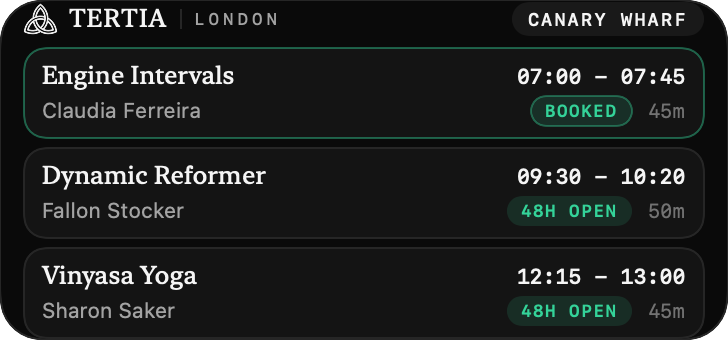 TERTIA LONDON CANARY WHARF
Engine Intervals 07:00 – 07:45
Claudia Ferreira BOOKED 45m
Dynamic Reformer 09:30 – 10:20
Fallon Stocker 48H OPEN 50m
Vinyasa Yoga 12:15 – 13:00
Sharon Saker 48H OPEN 45m